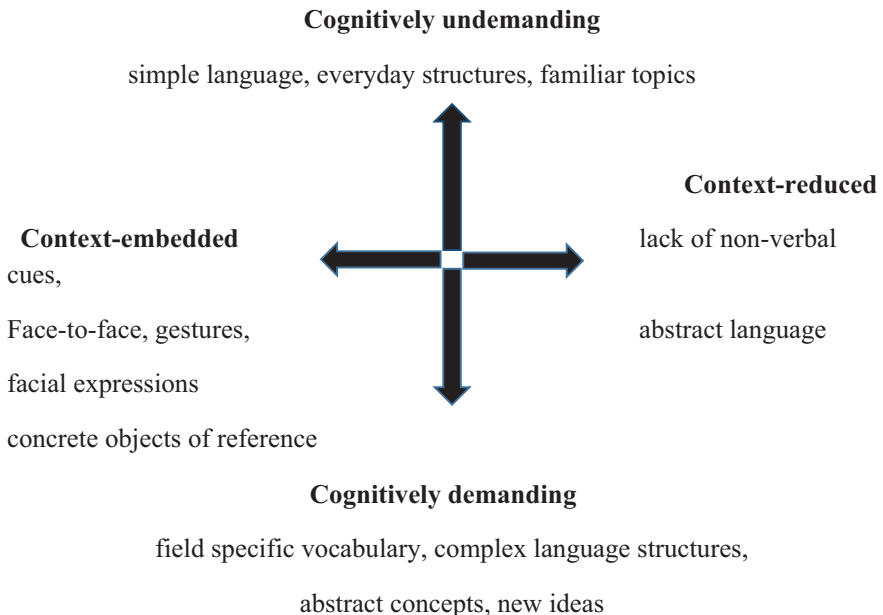 Cognitively undemanding
simple language, everyday structures, familiar topics
Context-reduced
Context-embedded lack of non-verbal
cues,
Face-to-face, gestures, abstract language
facial expressions
concrete objects of reference
Cognitively demanding
field specific vocabulary, complex language structures,
abstract concepts, new ideas